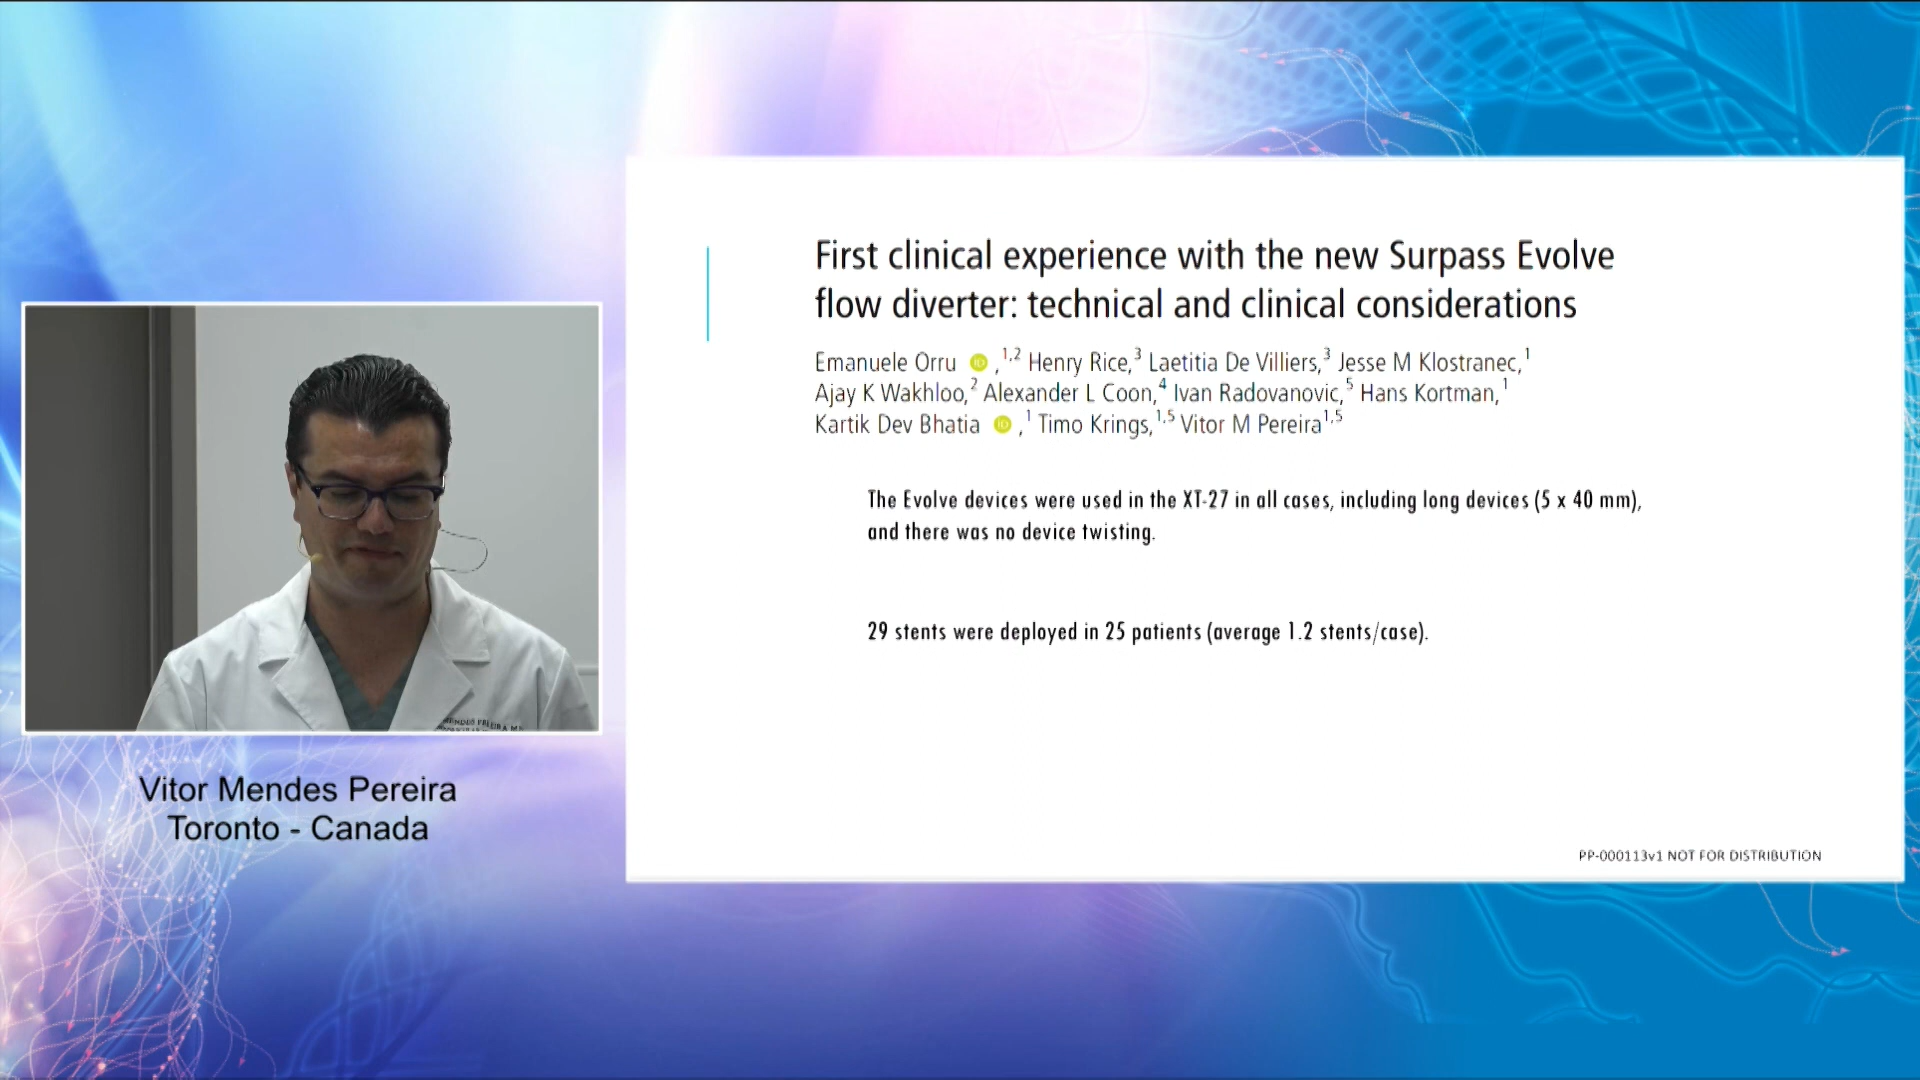 First clinical experience with the new Surpass Evolve
flow diverter: technical and clinical considerations
Emanuele Orru iD ,1,2 Henry Rice,3 Laetitia De Villiers,3 Jesse M Klostranec,1
Ajay K Wakhloo,2 Alexander L Coon,4 Ivan Radovanovic,5 Hans Kortman,1
Kartik Dev Bhatia iD ,1 Timo Krings,1,5 Vitor M Pereira1,5
The Evolve devices were used in the XT-27 in all cases, including long devices (5 x 40 mm),
and there was no device twisting.
29 stents were deployed in 25 patients (average 1.2 stents/case).
PP-000113v1 NOT FOR DISTRIBUTION
MENDES PEREIRA
Vitor Mendes Pereira
Toronto - Canada